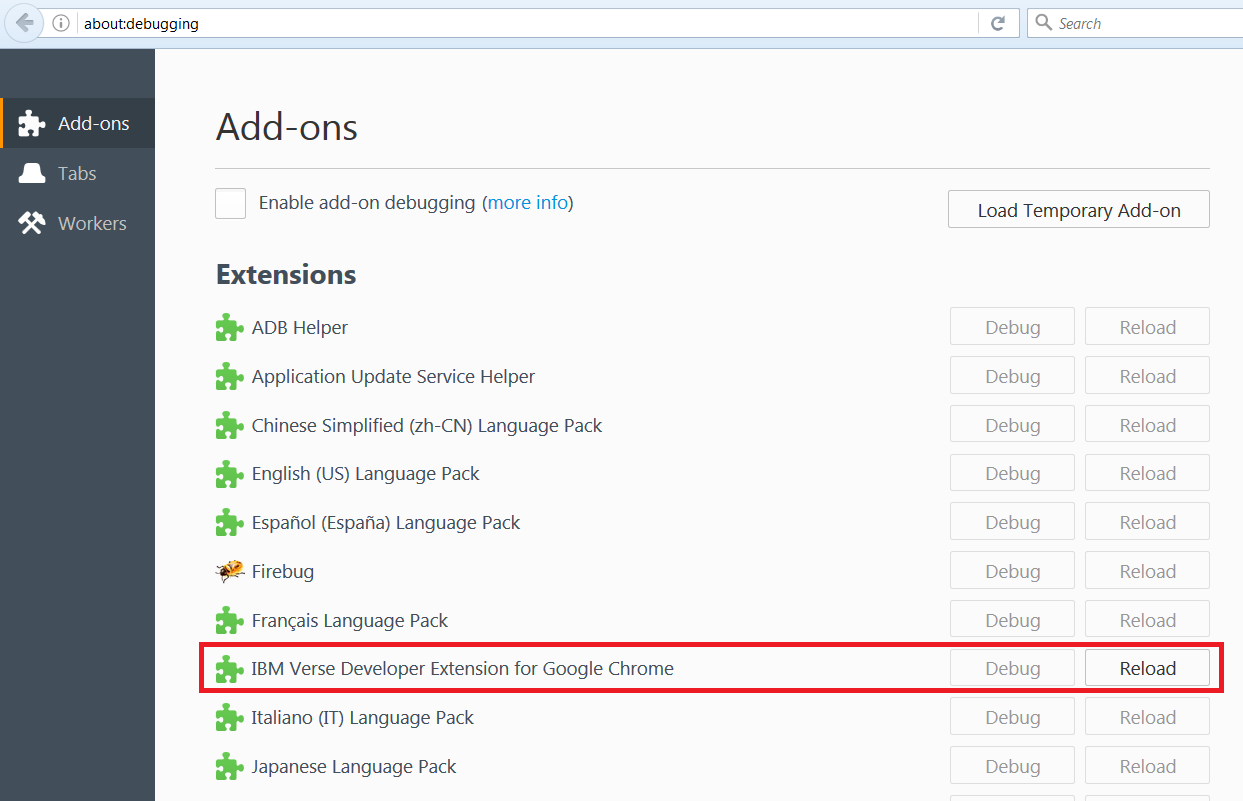 about:debugging
Search
Add-ons
Tabs
Workers
Add-ons
Enable add-on debugging (more info)
Load Temporary Add-on
Extensions
ADB Helper Debug Reload
Application Update Service Helper Debug Reload
Chinese Simplified (zh-CN) Language Pack Debug Reload
English (US) Language Pack Debug Reload
Español (España) Language Pack Debug Reload
Firebug Debug Reload
Français Language Pack Debug Reload
IBM Verse Developer Extension for Google Chrome Debug Reload
Italiano (IT) Language Pack Debug Reload
Japanese Language Pack Debug Reload